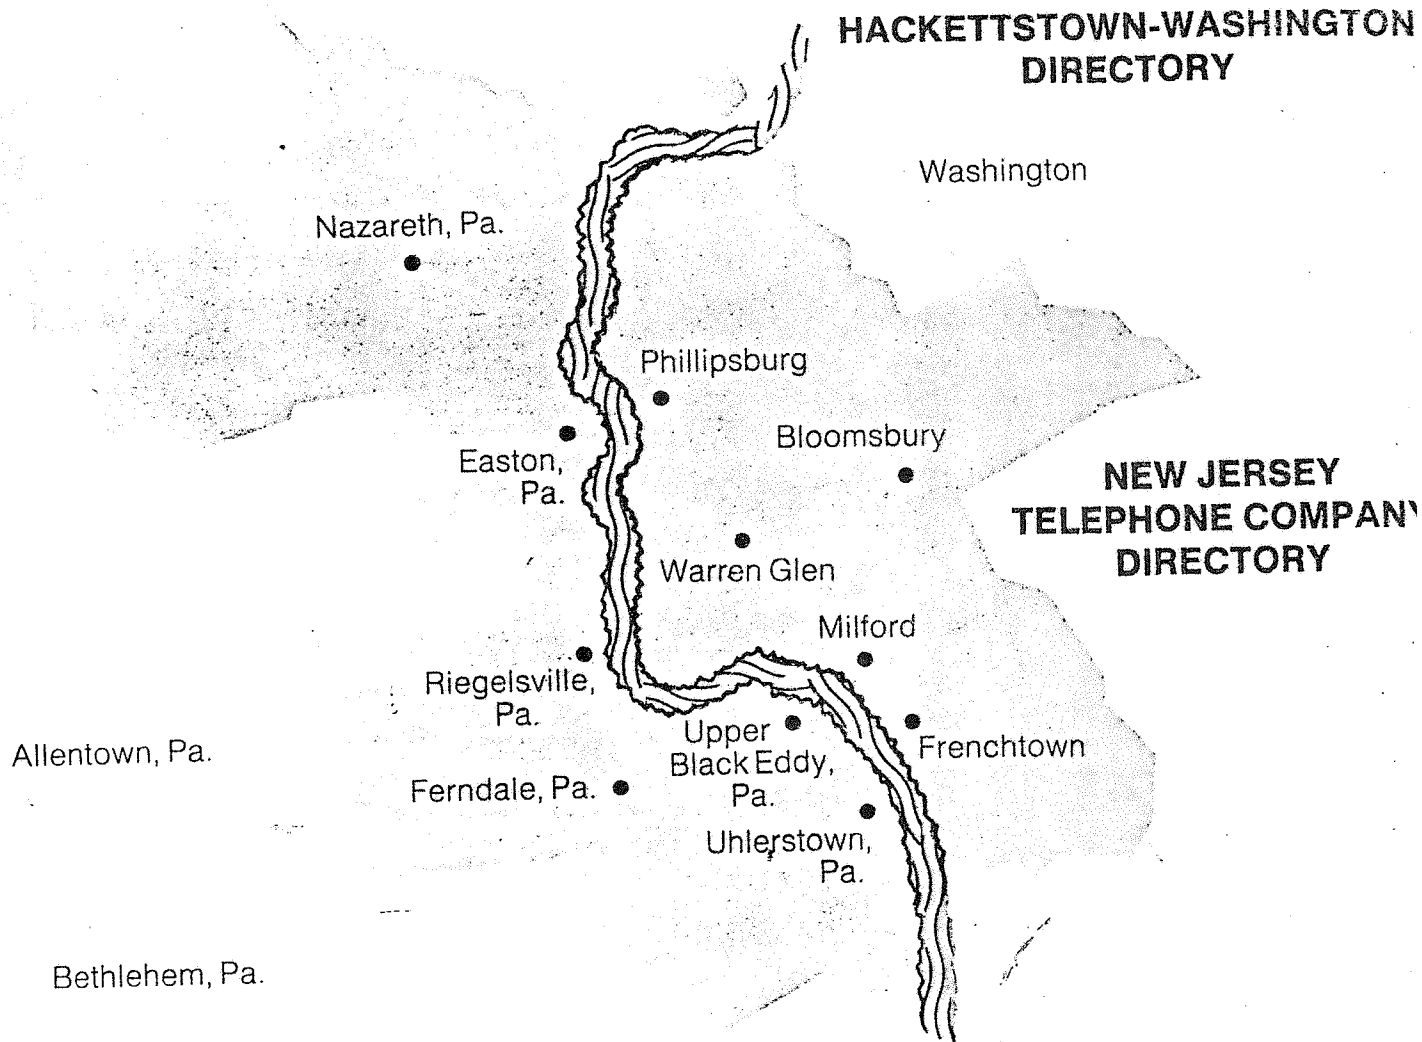 HACKETTSTOWN-WASHINGTON
DIRECTORY
Washington
Nazareth, Pa.
Phillipsburg
Bloomsbury
Easton,
Pa.
NEW JERSEY
TELEPHONE COMPANY
DIRECTORY
Warren Glen
Milford
Riegelsville,
Pa.
Upper
Black Eddy,
Pa.
Frenchtown
Allentown, Pa.
Ferndale, Pa.
Uhlerstown,
Pa.
Bethlehem, Pa.